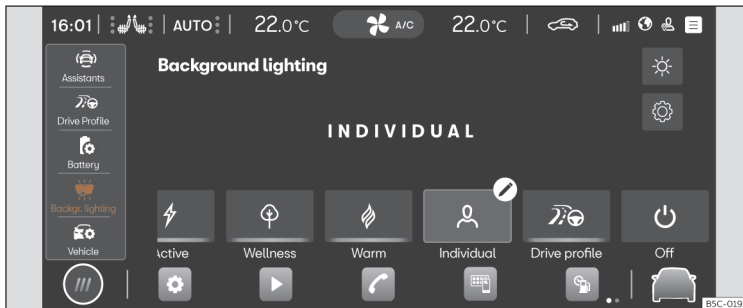 16:01 AUTO 22.0°C A/C 22.0°C
Assistants
Background lighting
Drive Profile
INDIVIDUAL
Battery
Backgr. lighting
Vehicle
Active Wellness Warm Individual Drive profile Off
B5C-019